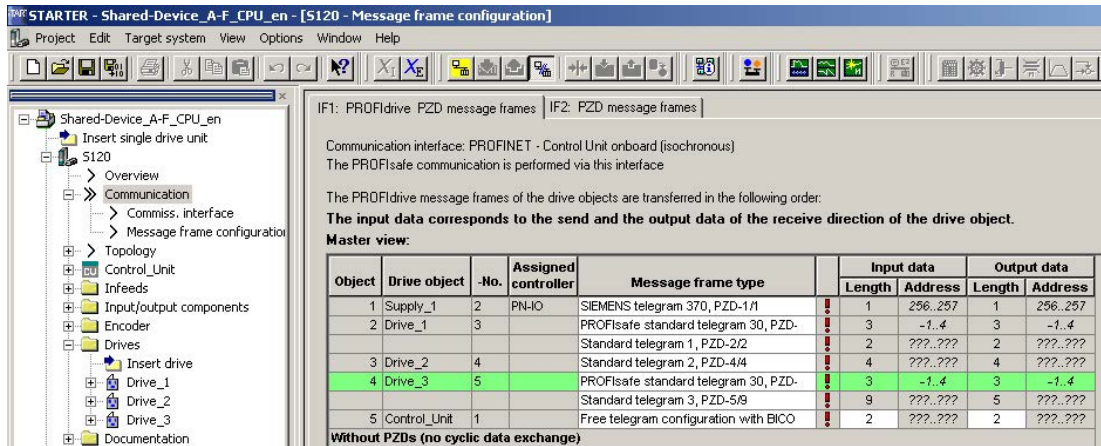 STARTER - Shared-Device_A-F_CPU_en - [S120 - Message frame configuration]
Project Edit Target system View Options Window Help
Shared-Device_A-F_CPU_en
Insert single drive unit
S120
Overview
Communication
Commiss. interface
Message frame configuration
Topology
Control_Unit
Infeeds
Input/output components
Encoder
Drives
Insert drive
Drive_1
Drive_2
Drive_3
Documentation
IF1: PROFIdrive PZD message frames IF2: PZD message frames
Communication interface: PROFINET - Control Unit onboard (isochronous)
The PROFIsafe communication is performed via this interface
The PROFIdrive message frames of the drive objects are transferred in the following order:
The input data corresponds to the send and the output data of the receive direction of the drive object.
Master view:
Object Drive object -No. Assigned controller Message frame type Input data Output data
Length Address Length Address
1 Supply_1 2 PN-IO SIEMENS telegram 370, PZD-1/1 ! 1 256..257 1 256..257
2 Drive_1 3 PROFIsafe standard telegram 30, PZD- ! 3 -1..4 3 -1..4
Standard telegram 1, PZD-2/2 ! 2 ???..??? 2 ???..???
3 Drive_2 4 Standard telegram 2, PZD-4/4 ! 4 ???..??? 4 ???..???
4 Drive_3 5 PROFIsafe standard telegram 30, PZD- ! 3 -1..4 3 -1..4
Standard telegram 3, PZD-5/9 ! 9 ???..??? 5 ???..???
5 Control_Unit 1 Free telegram configuration with BICO ! 2 ???..??? 2 ???..???
Without PZDs (no cyclic data exchange)